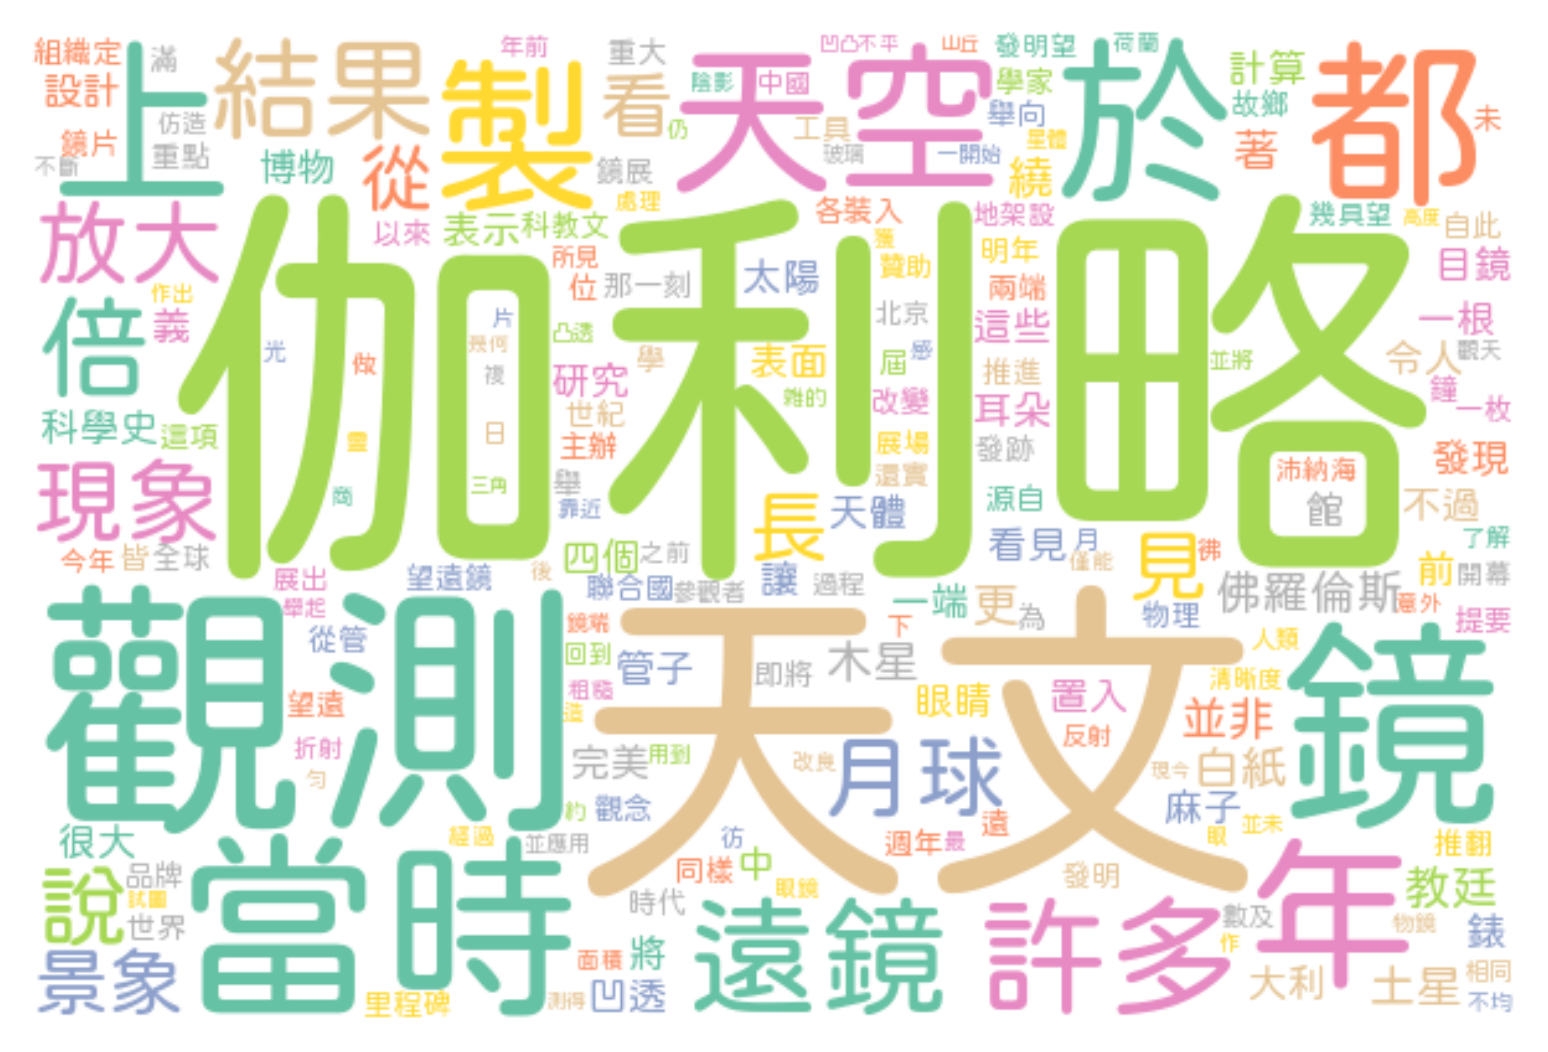 組織定 滿 結果 年前 重大 凹凸不平 山丘 發明望 荷蘭
上 製 看 陰影 中國 天空 學家 於 計算 都
設計 仿造 仍 工具 舉向 故鄉 未
鏡片 重點 博物 從 鏡展 玻璃 一開始 星體 著
不斷 處理 繞
放大 以來 表示 科教文 各裝入 地架設 幾具望 高度 自此
伽利略
所見 位 那一刻 太陽 獲 贊助 明年 兩端 目鏡
倍 作出 義 片 凸透 北京 這些 一根
光 做 幾何 複 學 表面 屆 感 推進 並將 令人 觀天
研究 雜的 改變 耳朵 鐘 一枚
科學史 這項 靈 日 世紀 主辦 展場 發跡 發現
現象 商 三角 舉 還實 沛納海
靠近 長 天體 源自 館 不過
今年 皆 全球 四個 之前 看見 月 僅能 見 彿 了解
展出 望遠鏡 後 聯合國 參觀者 讓 過程 佛羅倫斯 前 開幕
舉起 一端 更 為 物理 意外 提要
觀測 天文 鏡
從管 鏡端 下 人類
回到 管子 即將 木星 清晰度
望遠 粗糙 造 眼睛 置入 並非
折射 完美 用到 改良 月球 反射 現今 白紙
勻 約 觀念 麻子
很大 經過 並應用 彷 週年 最 遠 眼 並未 推翻
當時 同樣 中 發明 年 教廷
說 品牌 試圖 世界 時代 眼鏡 遠鏡 許多 數及 物鏡 錶
景象 里程碑 面積 將 測得 凹透 作 大利 土星 相同 不均